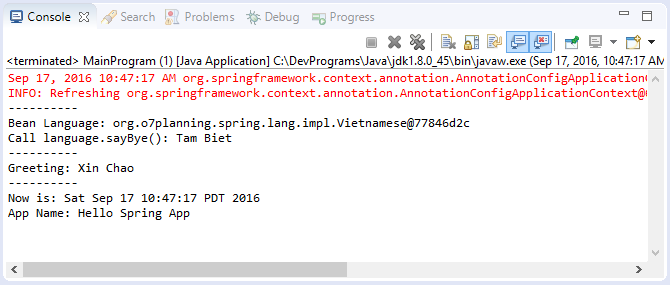 Console Search Problems Debug Progress
<terminated> MainProgram (1) [Java Application] C:\DevPrograms\Java\jdk1.8.0_45\bin\javaw.exe (Sep 17, 2016, 10:47:17 AM
Sep 17, 2016 10:47:17 AM org.springframework.context.annotation.AnnotationConfigApplication
INFO: Refreshing org.springframework.context.annotation.AnnotationConfigApplicationContext@
----------
Bean Language: org.o7planning.spring.lang.impl.Vietnamese@77846d2c
Call language.sayBye(): Tam Biet
----------
Greeting: Xin Chao
----------
Now is: Sat Sep 17 10:47:17 PDT 2016
App Name: Hello Spring App